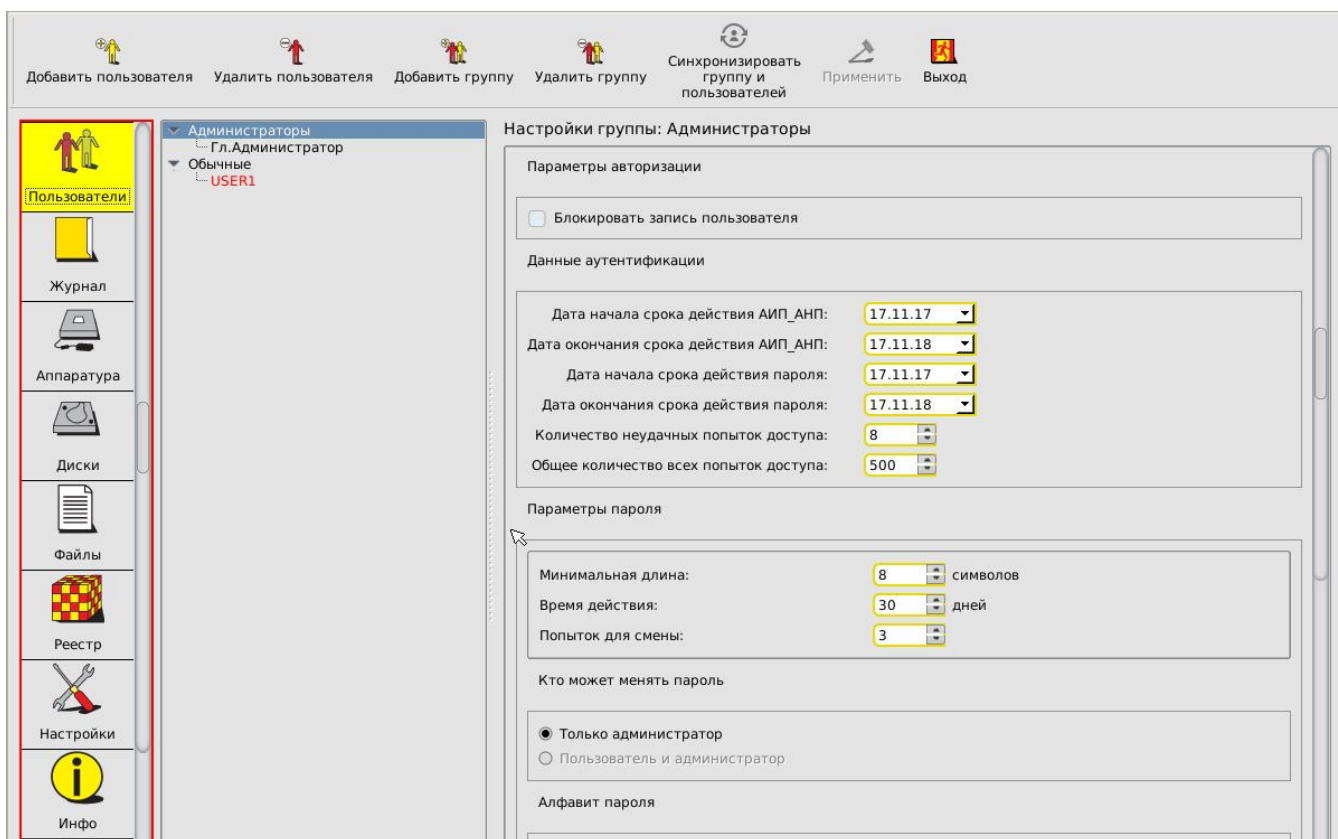 Добавить пользователя
Удалить пользователя
Добавить группу
Удалить группу
Синхронизировать
группу и
пользователей
Применить
Выход
Пользователи
Журнал
Аппаратура
Диски
Файлы
Реестр
Настройки
Инфо
Администраторы
Гл.Администратор
Обычные
USER1
Настройки группы: Администраторы
Параметры авторизации
Блокировать запись пользователя
Данные аутентификации
Дата начала срока действия АИП_АНП: 17.11.17
Дата окончания срока действия АИП_АНП: 17.11.18
Дата начала срока действия пароля: 17.11.17
Дата окончания срока действия пароля: 17.11.18
Количество неудачных попыток доступа: 8
Общее количество всех попыток доступа: 500
Параметры пароля
Минимальная длина: 8 символов
Время действия: 30 дней
Попыток для смены: 3
Кто может менять пароль
Только администратор
Пользователь и администратор
Алфавит пароля